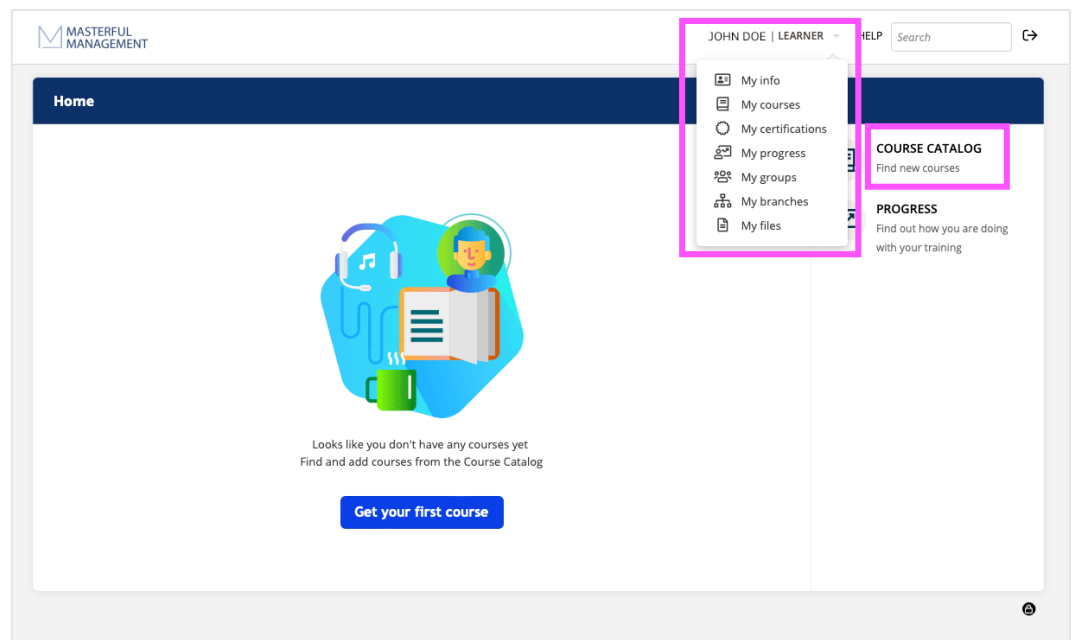 MASTERFUL
MANAGEMENT
JOHN DOE | LEARNER
HELP
Search
Home
My info
My courses
My certifications
My progress
My groups
My branches
My files
COURSE CATALOG
Find new courses
PROGRESS
Find out how you are doing
with your training
Looks like you don't have any courses yet
Find and add courses from the Course Catalog
Get your first course